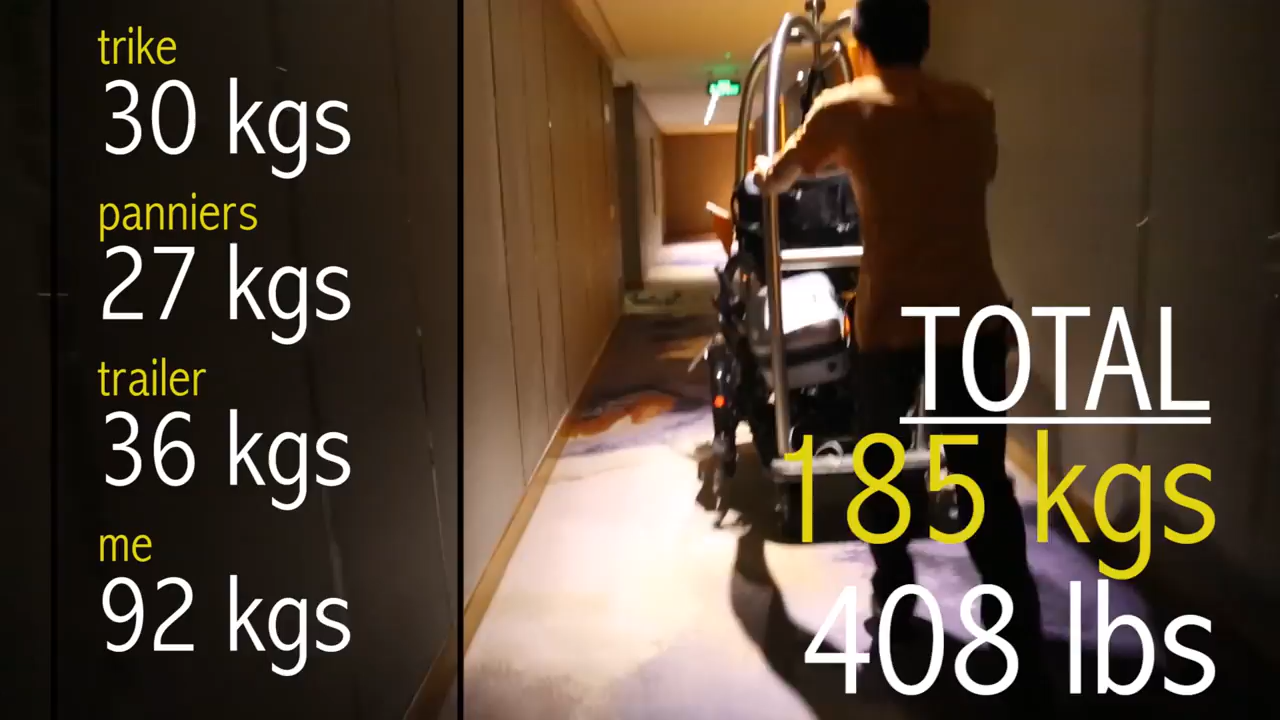 trike
30 kgs
panniers
27 kgs
trailer
36 kgs
me
92 kgs
TOTAL
185 kgs
408 lbs